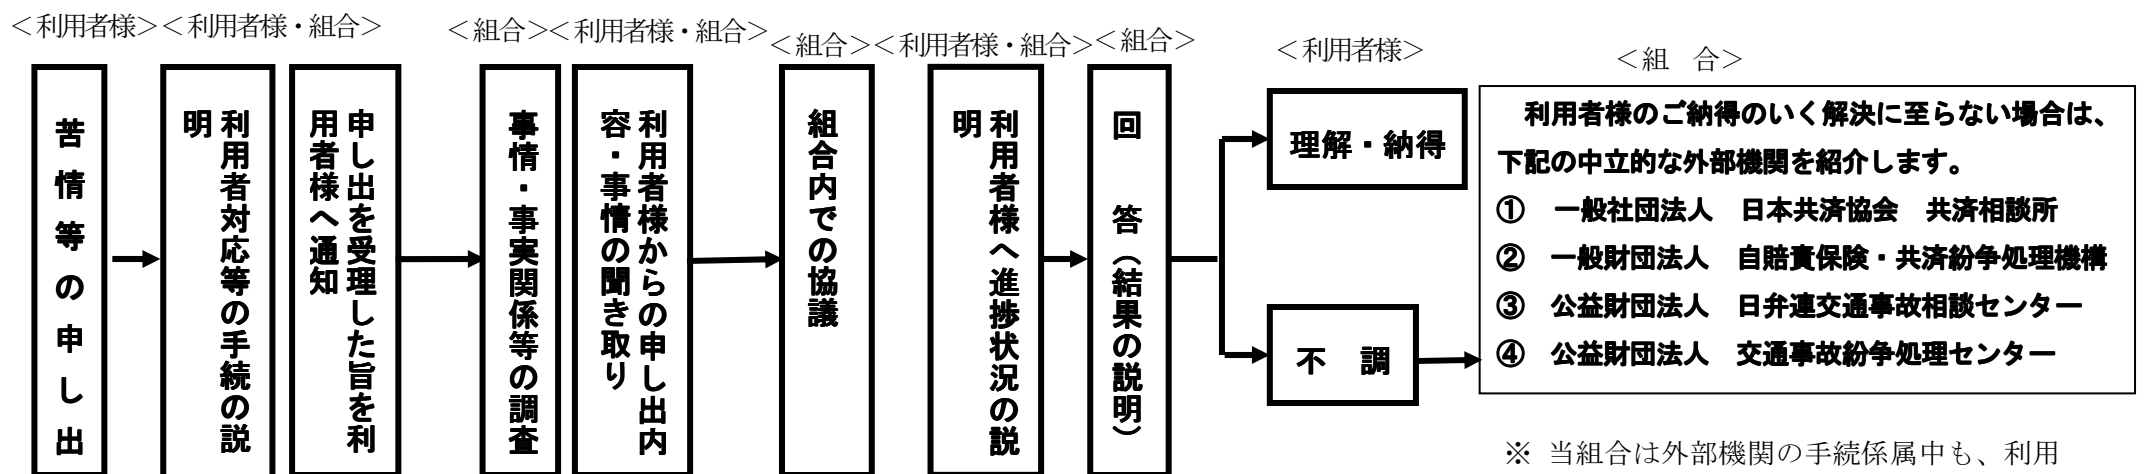 ＜利用者様＞
＜利用者様・組合＞
＜組合＞
＜利用者様・組合＞
＜組合＞
＜利用者様・組合＞
＜組合＞
＜利用者様＞
＜組　合＞
苦情等の申し出
利用者対応等の手続の説
明
申し出を受理した旨を利
用者様へ通知
事情・事実関係等の調査
利用者様からの申し出内
容・事情の聞き取り
組合内での協議
利用者様へ進捗状況の説
明
回　答（結果の説明）
理解・納得
不　調
利用者様のご納得のいく解決に至らない場合は、
下記の中立的な外部機関を紹介します。
①　一般社団法人　日本共済協会　共済相談所
②　一般財団法人　自賠責保険・共済紛争処理機構
③　公益財団法人　日弁連交通事故相談センター
④　公益財団法人　交通事故紛争処理センター
※ 当組合は外部機関の手続係属中も、利用